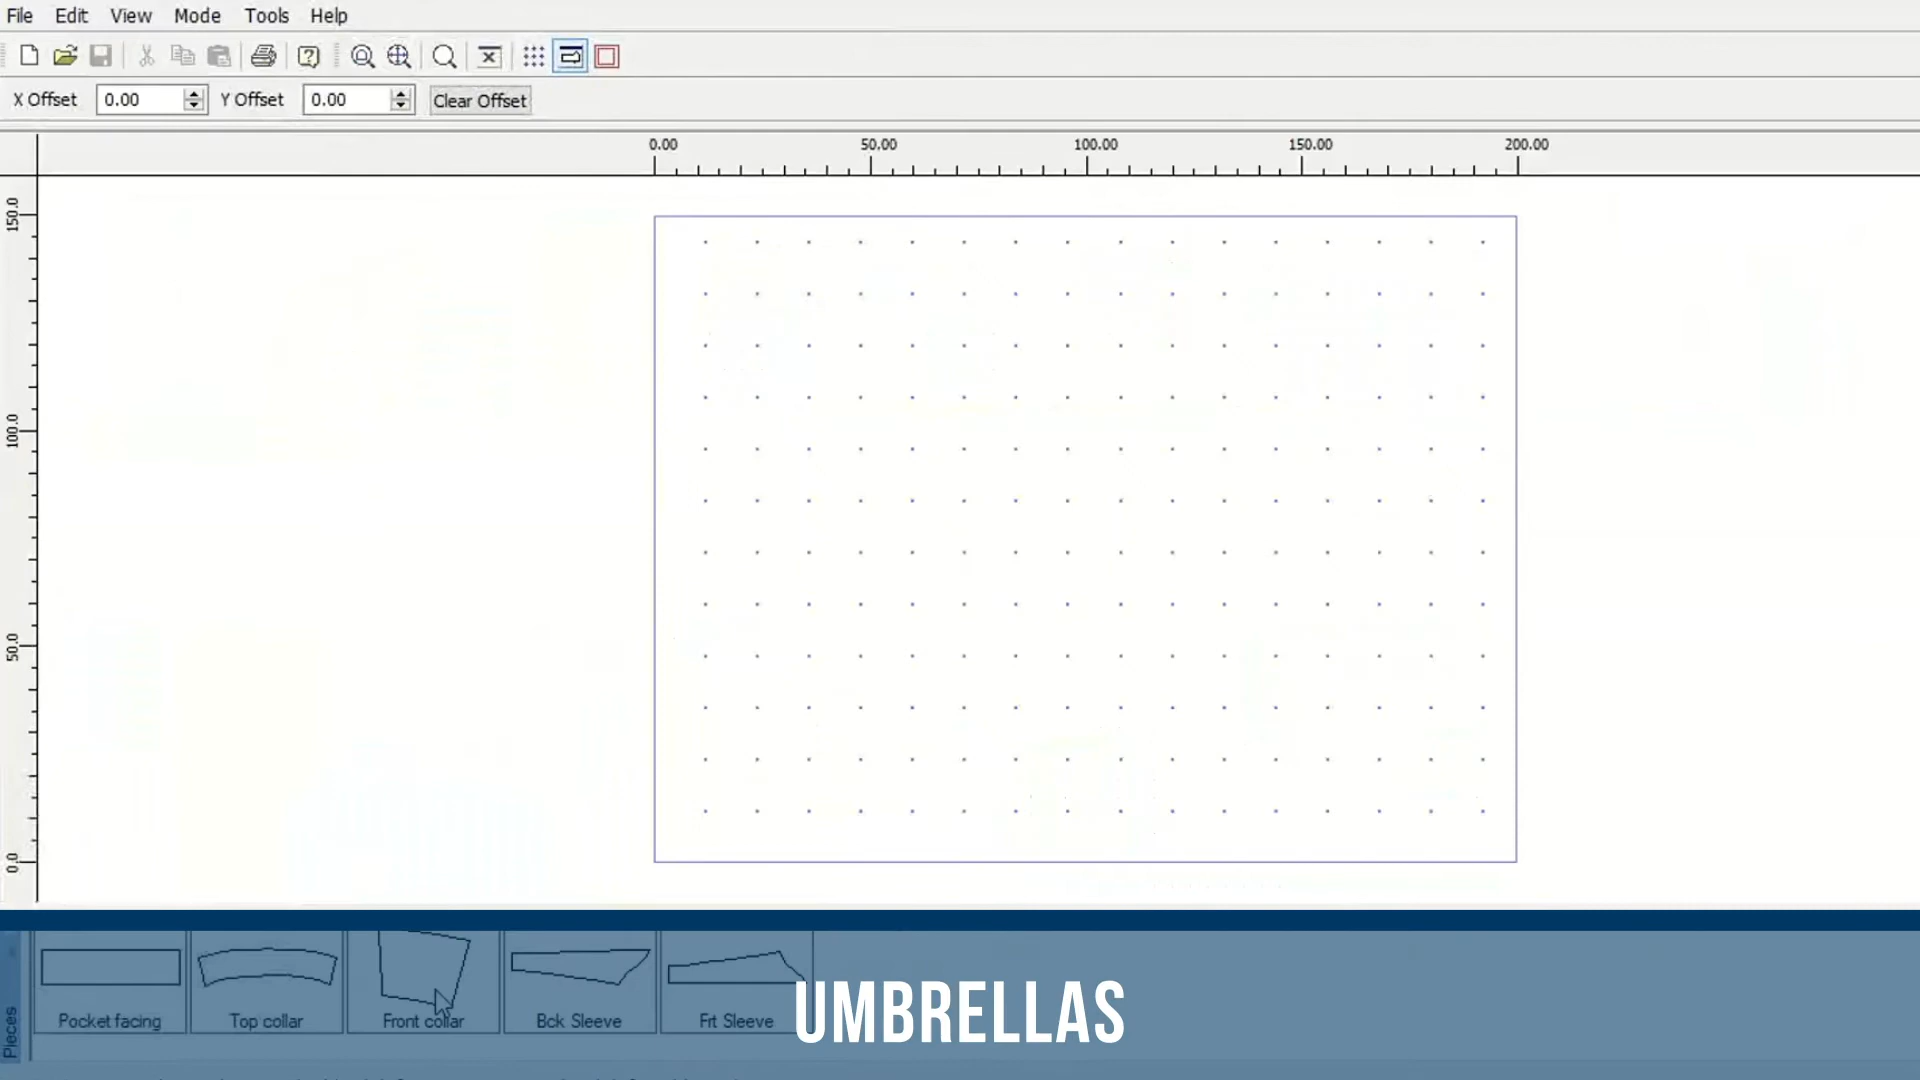 File Edit View Mode Tools Help
X Offset 0.00 Y Offset 0.00 Clear Offset
0.00 50.00 100.00 150.00 200.00
150.0
100.0
50.0
0.0
Pieces
Pocket facing Top collar Front collar Bck Sleeve Frt Sleeve
UMBRELLAS